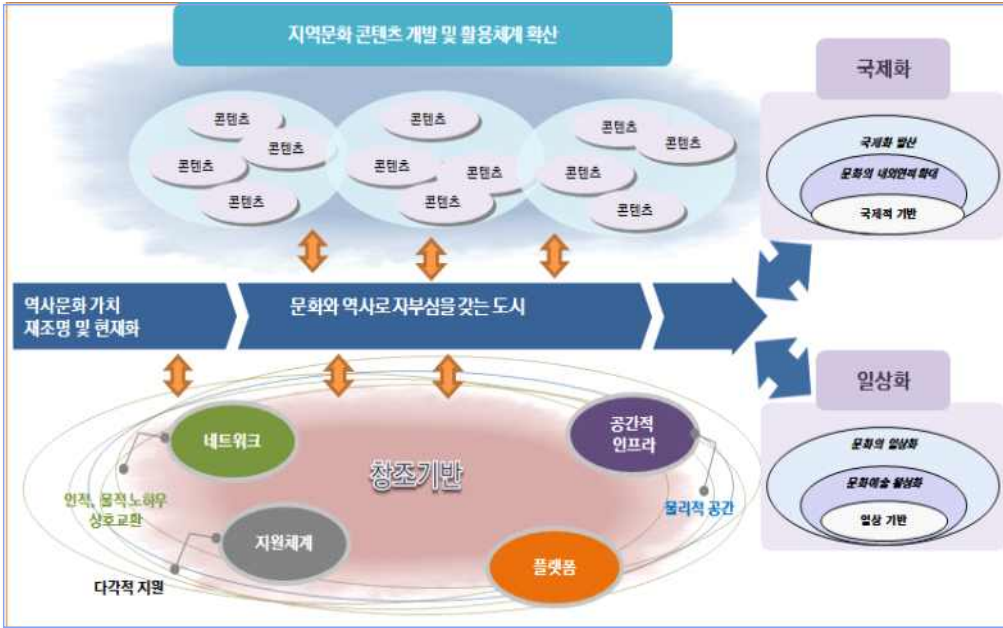 지역문화 콘텐츠 개발 및 활용체계 확산
콘텐츠
콘텐츠
콘텐츠
콘텐츠
콘텐츠
콘텐츠
콘텐츠
콘텐츠
콘텐츠
콘텐츠
콘텐츠
콘텐츠
국제화
국제화 발산
문화의 내외연적 확대
국제적 기반
역사문화 가치
재조명 및 현재화
문화와 역사로 자부심을 갖는 도시
일상화
문화의 일상화
문화예술 활성화
일상 기반
네트워크
공간적
인프라
창조기반
인적, 물적 노하우
상호교환
물리적 공간
지원체계
플랫폼
다각적 지원